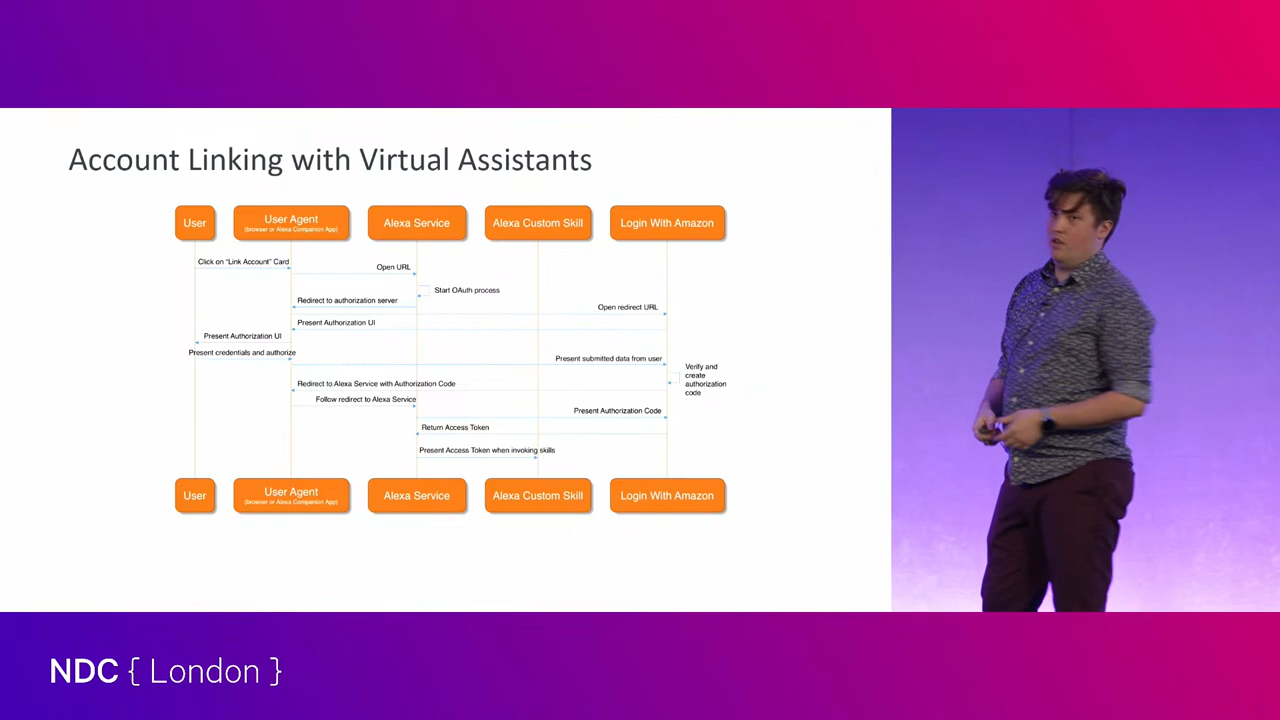 Account Linking with Virtual Assistants
User
User Agent
(browser or Alexa Companion App)
Alexa Service
Alexa Custom Skill
Login With Amazon
Click on “Link Account” Card
Open URL
Start OAuth process
Redirect to authorization server
Open redirect URL
Present Authorization UI
Present Authorization UI
Present credentials and authorize
Present submitted data from user
Verify and
create
authorization
code
Redirect to Alexa Service with Authorization Code
Follow redirect to Alexa Service
Present Authorization Code
Return Access Token
Present Access Token when invoking skills
User
User Agent
(browser or Alexa Companion App)
Alexa Service
Alexa Custom Skill
Login With Amazon
NDC { London }